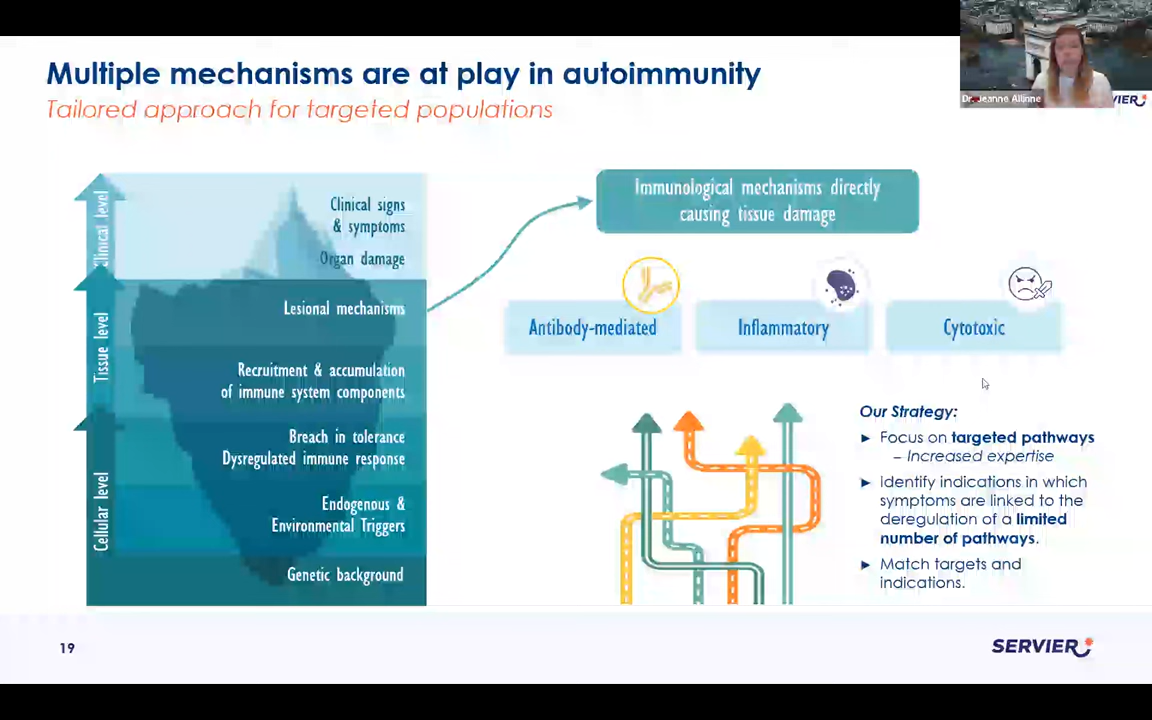 Multiple mechanisms are at play in autoimmunity
Tailored approach for targeted populations
Dr. Jeanne Allinne
Clinical level
Tissue level
Cellular level
Clinical signs
& symptoms
Organ damage
Lesional mechanisms
Recruitment & accumulation
of immune system components
Breach in tolerance
Dysregulated immune response
Endogenous &
Environmental Triggers
Genetic background
Immunological mechanisms directly
causing tissue damage
Antibody-mediated
Inflammatory
Cytotoxic
Our Strategy:
► Focus on targeted pathways
– Increased expertise
► Identify indications in which
symptoms are linked to the
deregulation of a limited
number of pathways.
► Match targets and
indications.
19
SERVIER